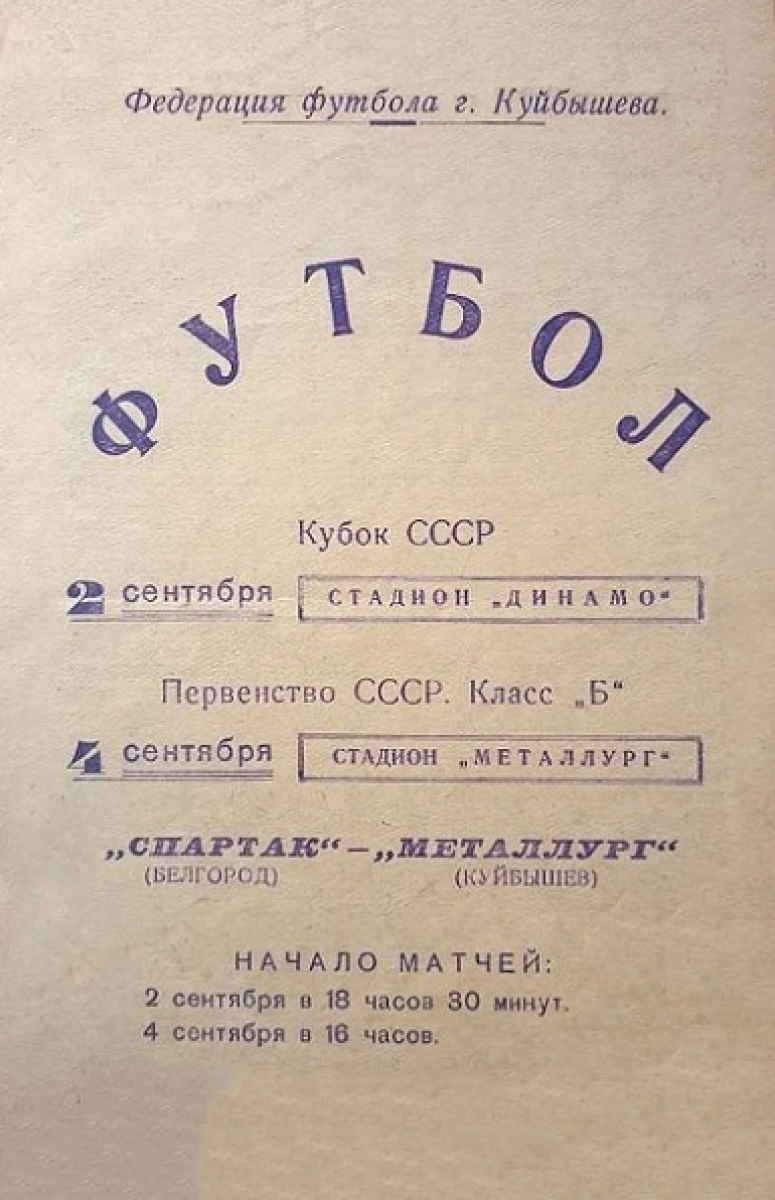 Федерация футбола г. Куйбышева.
ФУТБОЛ
Кубок СССР
2 сентября СТАДИОН „ДИНАМО“
Первенство СССР. Класс „Б“
4 сентября СТАДИОН „МЕТАЛЛУРГ“
„СПАРТАК“ – „МЕТАЛЛУРГ“
(БЕЛГОРОД) (КУЙБЫШЕВ)
НАЧАЛО МАТЧЕЙ:
2 сентября в 18 часов 30 минут.
4 сентября в 16 часов.